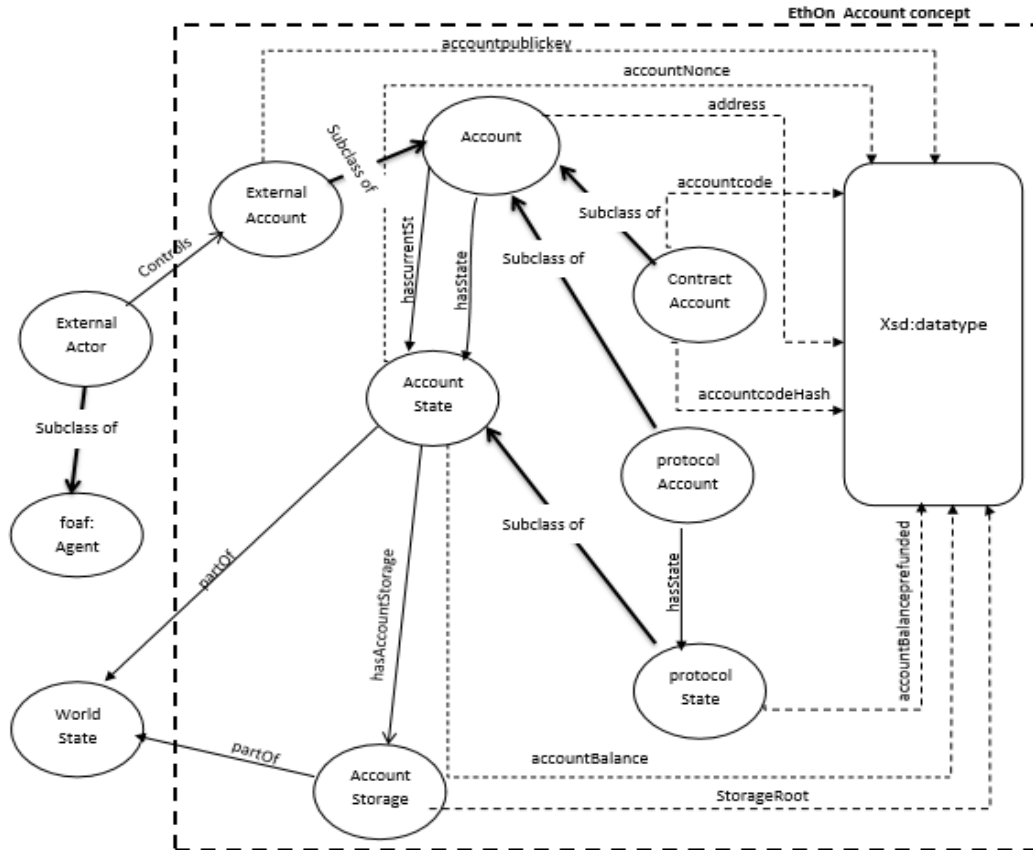 EthOn Account concept
accountpublickey
accountNonce
address
Account
Subclass of
External
Account
accountcode
Subclass of
Controls
hascurrentSt
hasState
Subclass of
Contract
Account
External
Actor
Xsd:datatype
Account
State
accountcodeHash
Subclass of
protocol
Account
foaf:
Agent
Subclass of
partOf
hasAccountStorage
hasState
accountBalanceprefunded
protocol
State
World
State
partOf
accountBalance
Account
Storage
StorageRoot